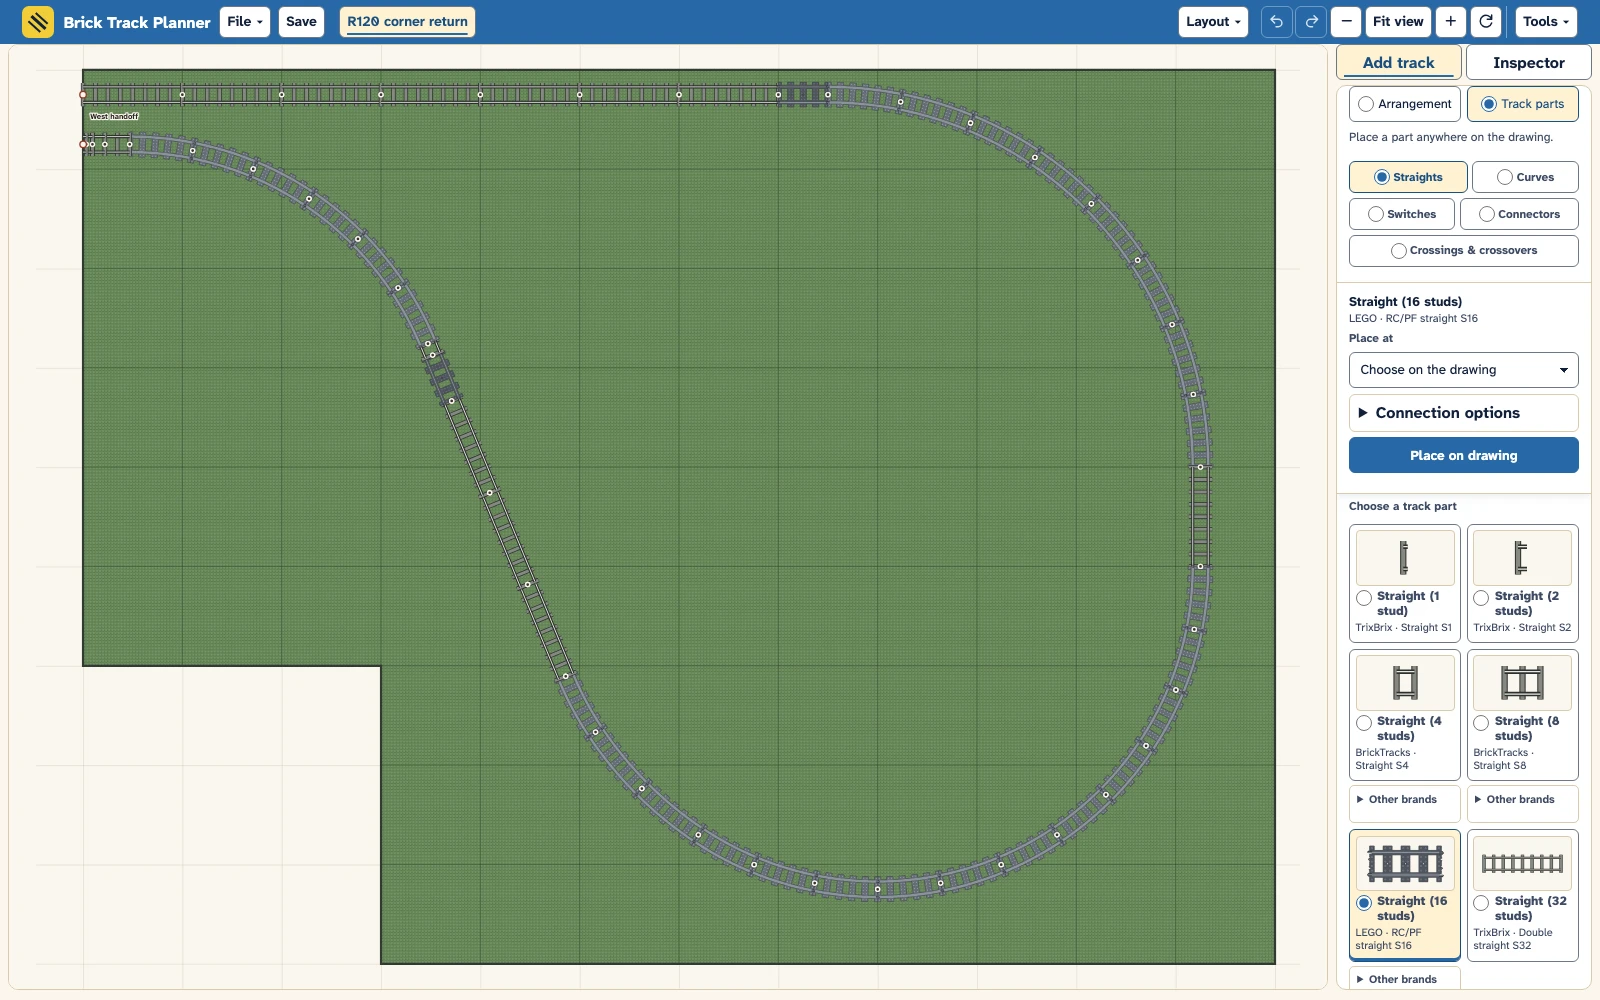 Brick Track Planner
File
Save
R120 corner return
Layout
Fit view
Tools
Add track
Inspector
Arrangement
Track parts
Place a part anywhere on the drawing.
Straights
Curves
Switches
Connectors
Crossings & crossovers
Straight (16 studs)
LEGO · RC/PF straight S16
Place at
Choose on the drawing
Connection options
Place on drawing
Choose a track part
Straight (1
stud)
TrixBrix · Straight S1
Straight (2
studs)
TrixBrix · Straight S2
Straight (4
studs)
BrickTracks ·
Straight S4
Straight (8
studs)
BrickTracks ·
Straight S8
Other brands
Other brands
Straight (16
studs)
LEGO · RC/PF
straight S16
Straight (32
studs)
TrixBrix · Double
straight S32
Other brands
West handoff